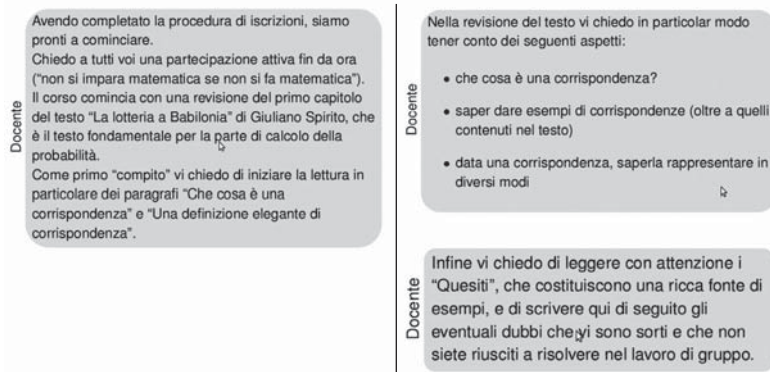 Avendo completato la procedura di iscrizioni, siamo
pronti a cominciare.
Chiedo a tutti voi una partecipazione attiva fin da ora
(“non si impara matematica se non si fa matematica”).
Il corso comincia con una revisione del primo capitolo
del testo “La lotteria a Babilonia” di Giuliano Spirito, che
è il testo fondamentale per la parte di calcolo della
probabilità.
Come primo “compito” vi chiedo di iniziare la lettura in
particolare dei paragrafi “Che cosa è una
corrispondenza” e “Una definizione elegante di
corrispondenza”.
Docente
Nella revisione del testo vi chiedo in particolar modo
tener conto dei seguenti aspetti:
• che cosa è una corrispondenza?
• saper dare esempi di corrispondenze (oltre a quelli
contenuti nel testo)
• data una corrispondenza, saperla rappresentare in
diversi modi
Docente
Infine vi chiedo di leggere con attenzione i
“Quesiti”, che costituiscono una ricca fonte di
esempi, e di scrivere qui di seguito gli
eventuali dubbi che vi sono sorti e che non
siete riusciti a risolvere nel lavoro di gruppo.
Docente